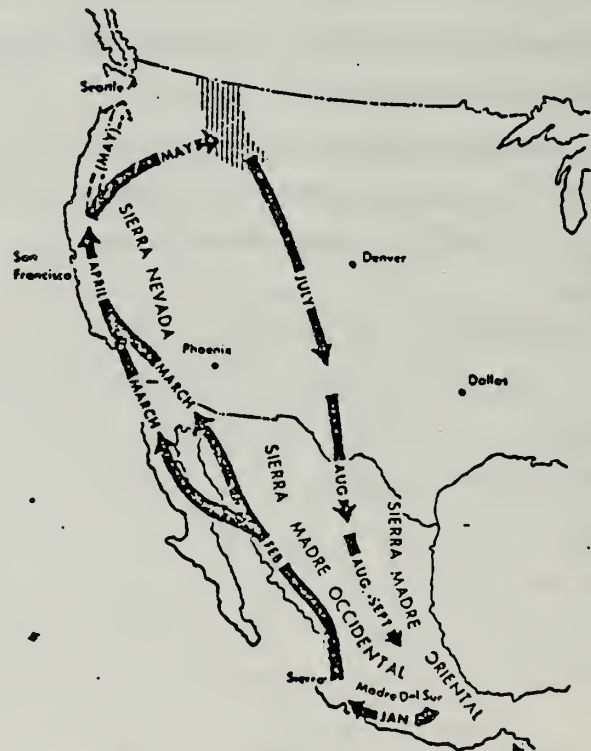 Seattle
(MAY)
MAY
SIERRA NEVADA
San
Francisco
APRIL
Denver
JULY
Phoenix
MARCH
MARCH
Dallas
AUG
SIERRA MADRE OCCIDENTAL
SIERRA MADRE ORIENTAL
FEB
AUG.-SEPT
Sierra
Madre Del Sur
JAN